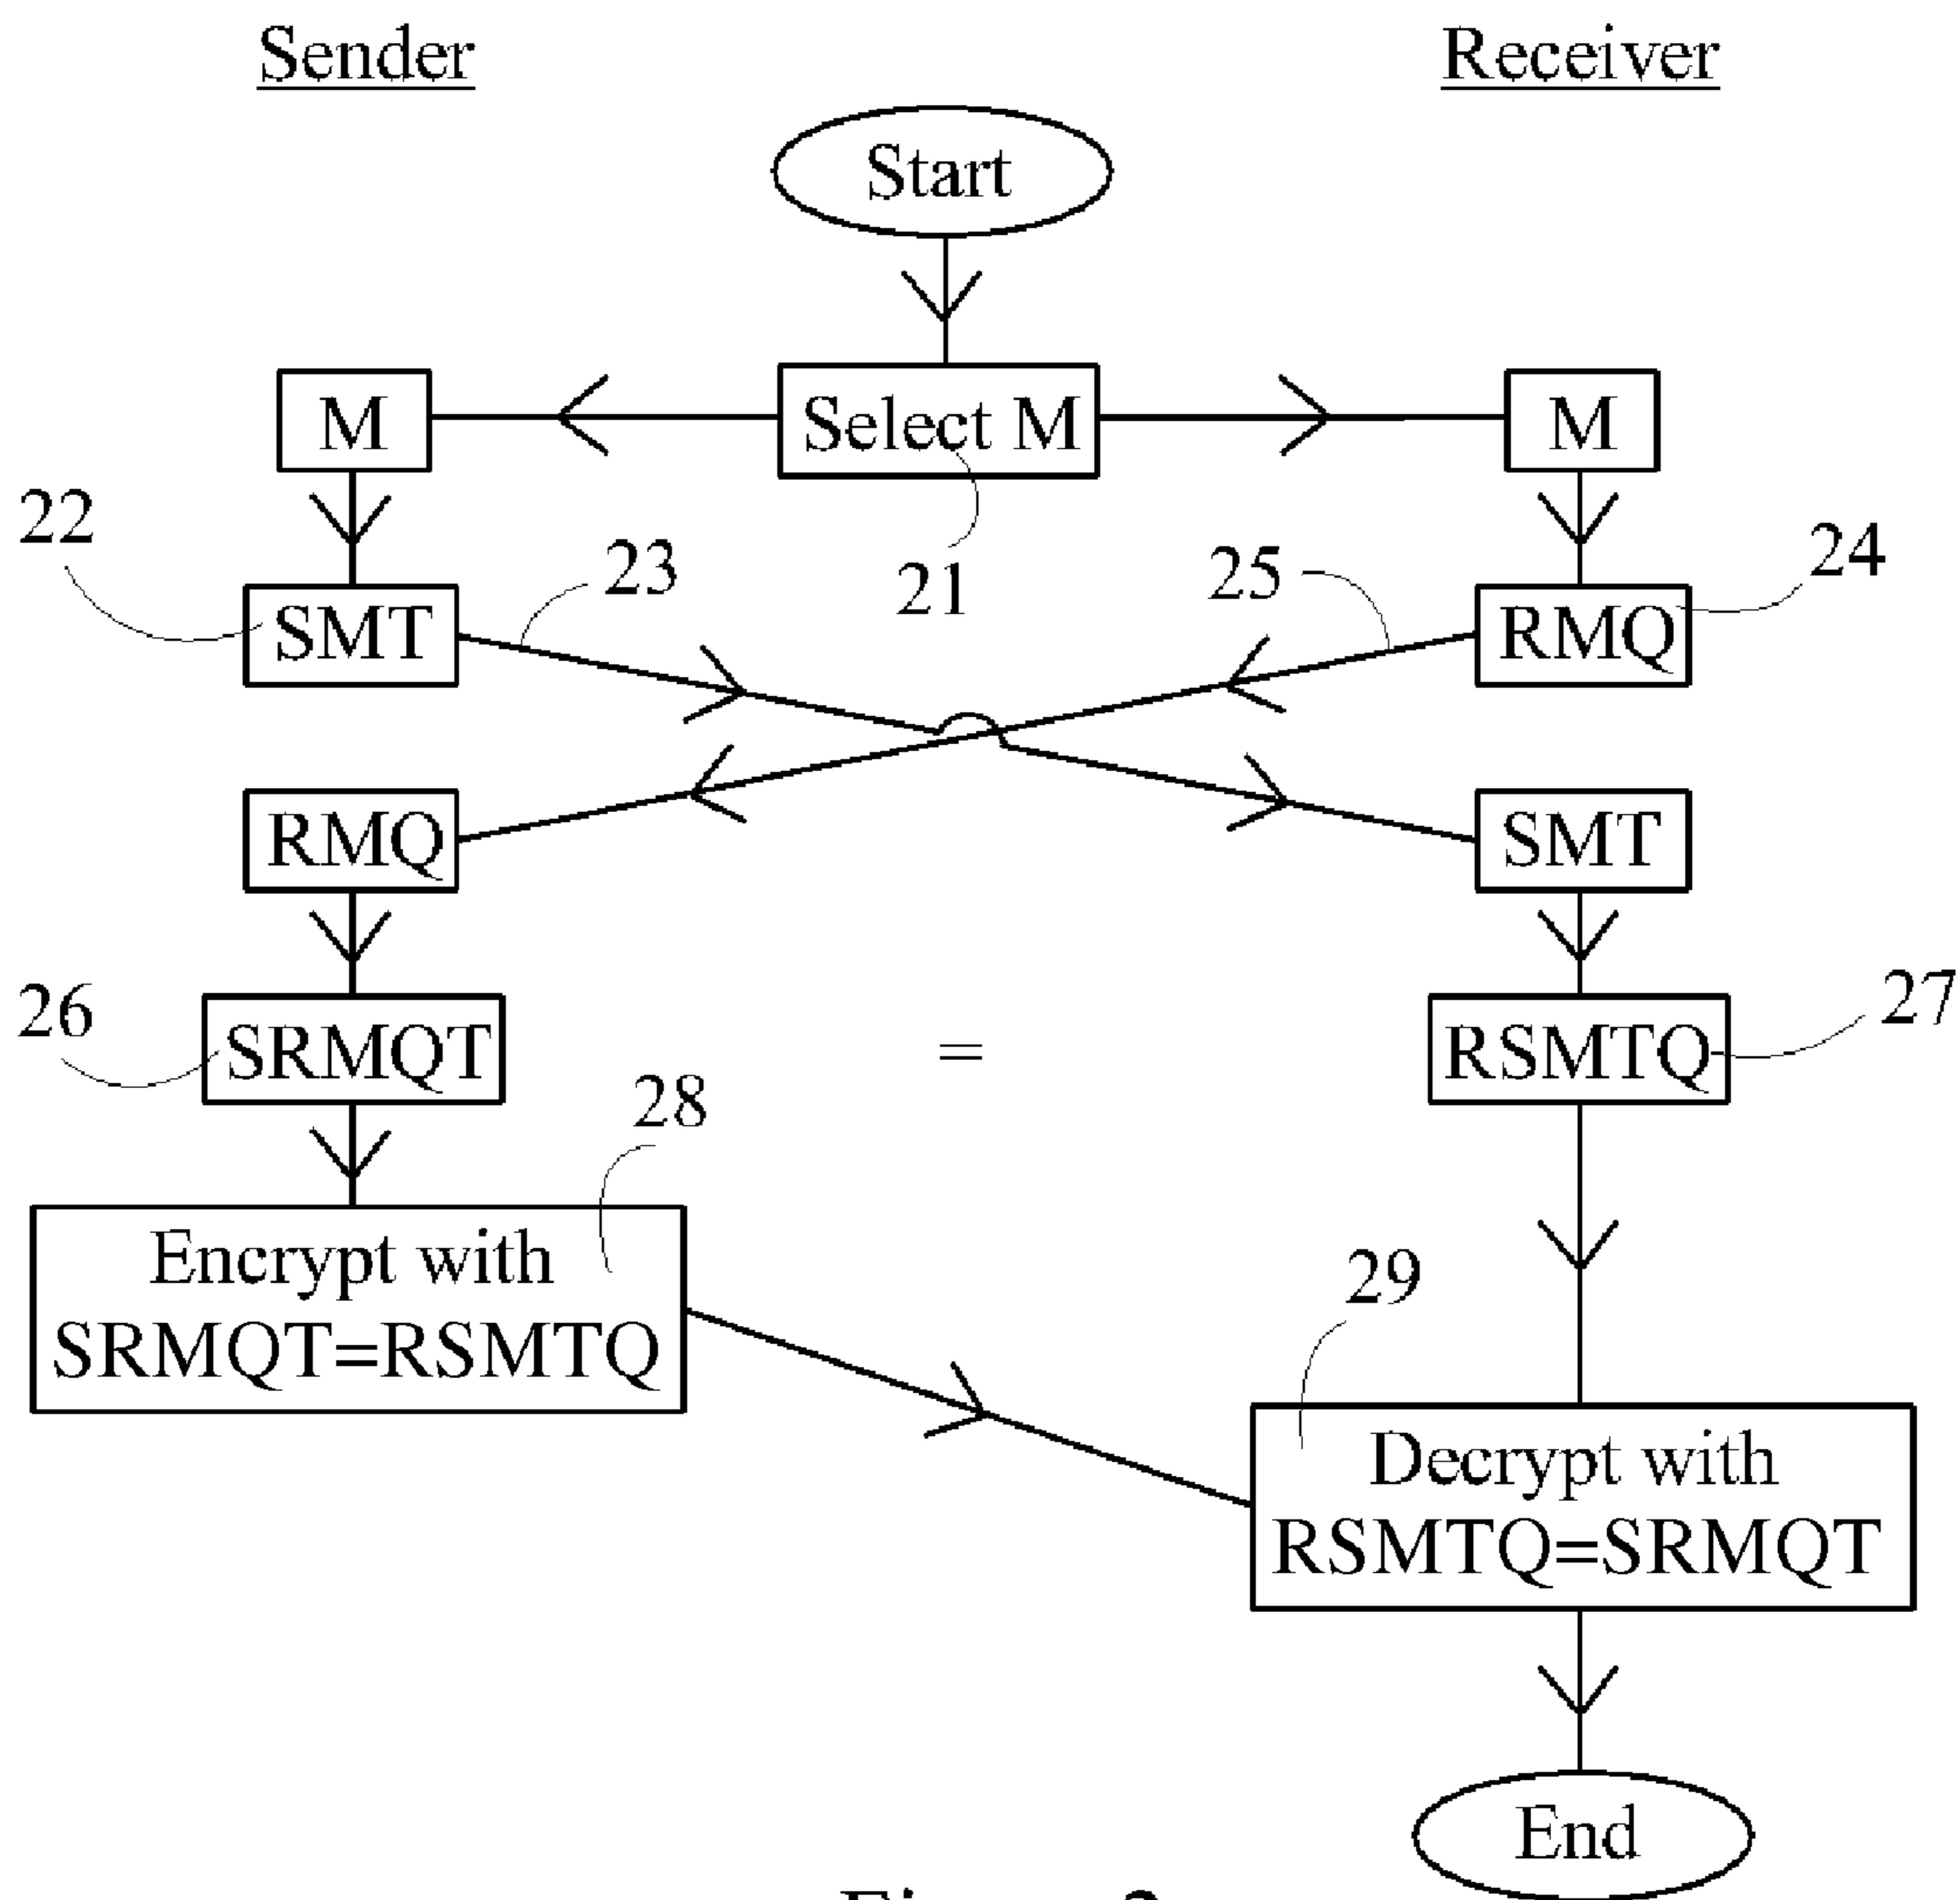 Sender
Receiver
Start
M
Select M
M
22
23
21
25
24
SMT
RMQ
RMQ
SMT
26
27
SRMQT
=
RSMTQ
28
Encrypt with
SRMQT=RSMTQ
29
Decrypt with
RSMTQ=SRMQT
End